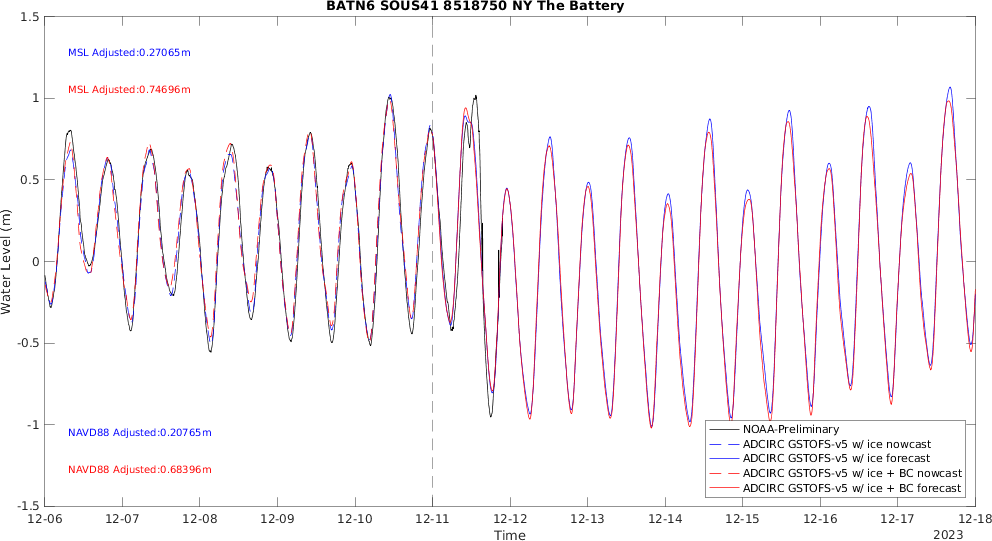 BATN6 SOUS41 8518750 NY The Battery
1.5
MSL Adjusted:0.27065m
MSL Adjusted:0.74696m
1
0.5
0
-0.5
-1
-1.5
Water Level (m)
NAVD88 Adjusted:0.20765m
NAVD88 Adjusted:0.68396m
NOAA-Preliminary
ADCIRC GSTOFS-v5 w/ ice nowcast
ADCIRC GSTOFS-v5 w/ ice forecast
ADCIRC GSTOFS-v5 w/ ice + BC nowcast
ADCIRC GSTOFS-v5 w/ ice + BC forecast
12-06 12-07 12-08 12-09 12-10 12-11 12-12 12-13 12-14 12-15 12-16 12-17 12-18
Time
2023